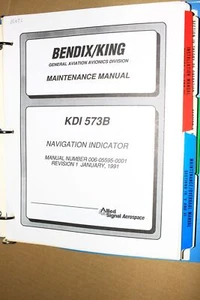 BENDIX/KING
GENERAL AVIATION AVIONICS DIVISION
MAINTENANCE MANUAL
KDI 573B
NAVIGATION INDICATOR
MANUAL NUMBER 006-05595-0001
REVISION 1 JANUARY, 1991
Allied
Signal Aerospace